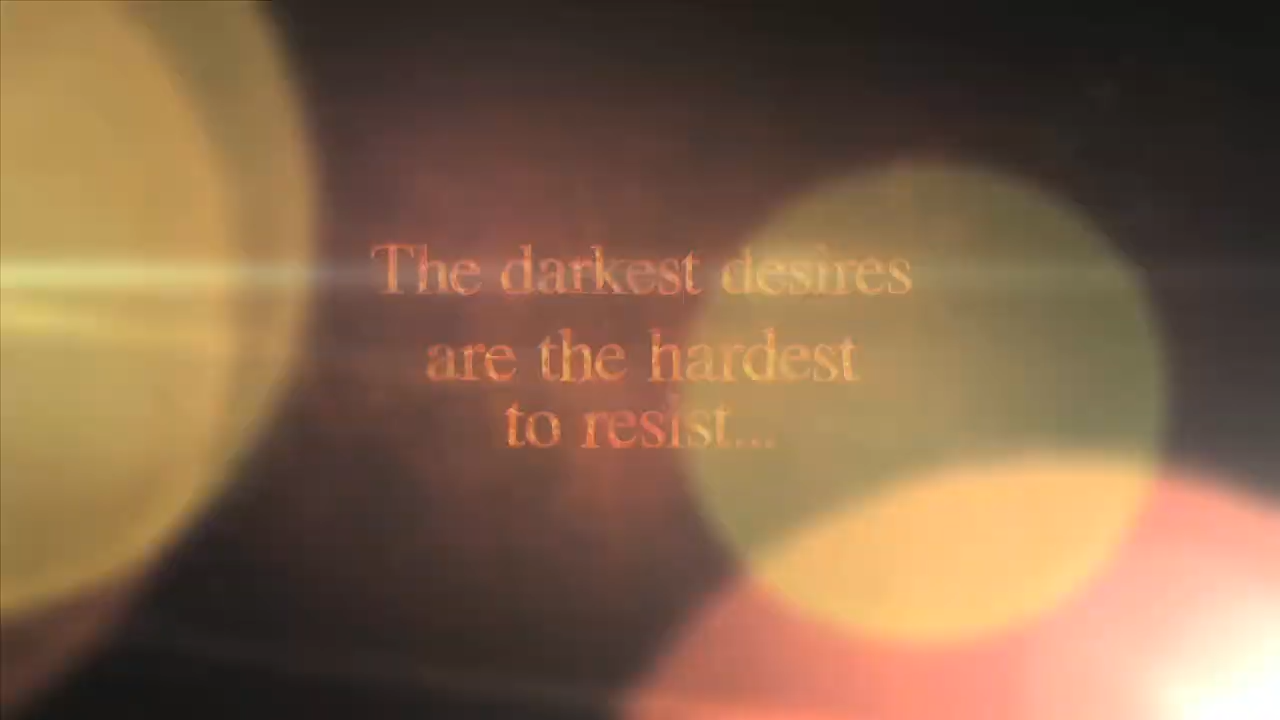 The darkest desires
are the hardest
to resist...